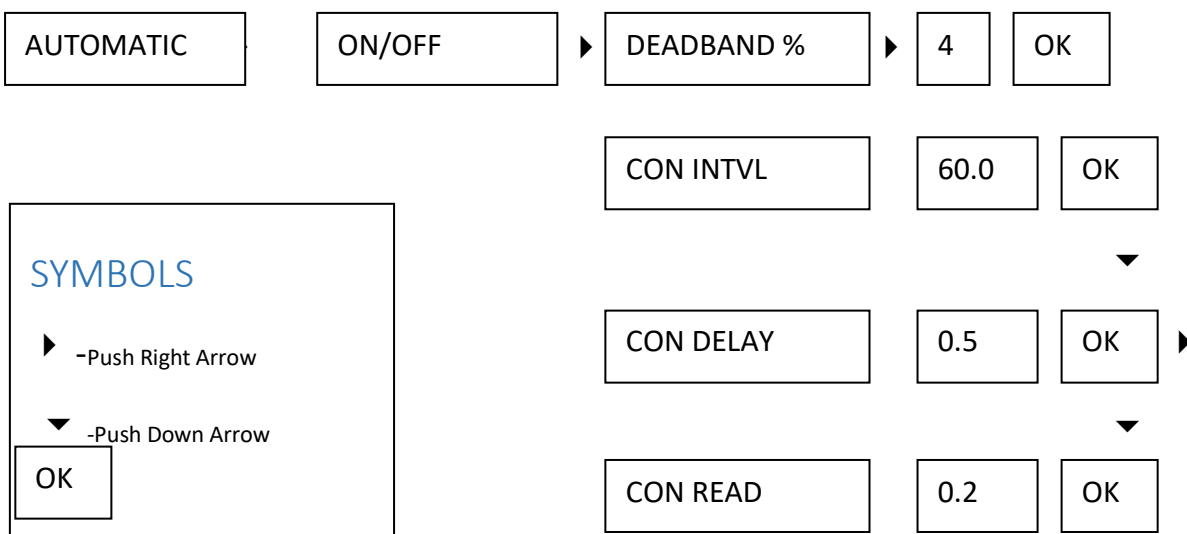 AUTOMATIC ON/OFF DEADBAND % 4 OK
CON INTVL 60.0 OK
SYMBOLS
-Push Right Arrow
CON DELAY 0.5 OK
-Push Down Arrow
OK
CON READ 0.2 OK